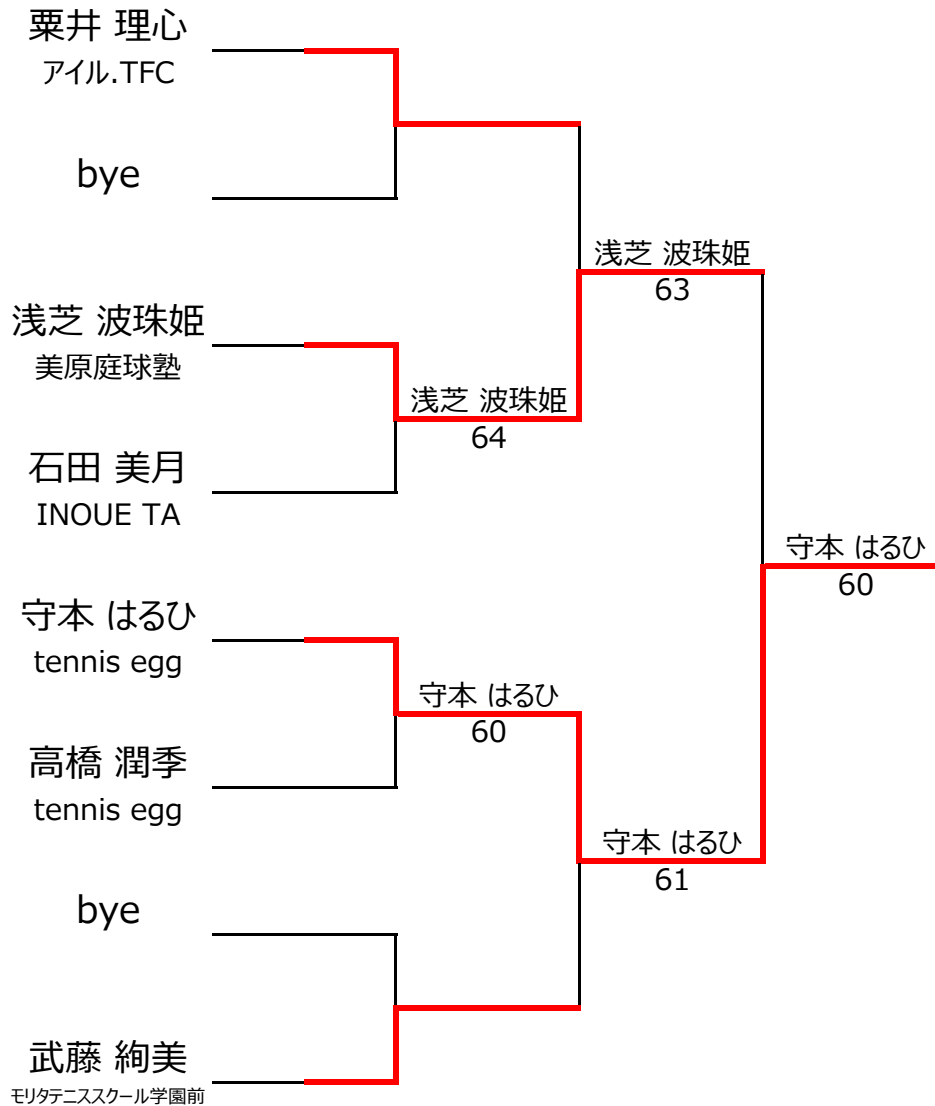 粟井 理心
アイル.TFC
bye
浅芝 波珠姫
63
浅芝 波珠姫
美原庭球塾
浅芝 波珠姫
64
石田 美月
INOUE TA
守本 はるひ
60
守本 はるひ
tennis egg
守本 はるひ
60
高橋 潤季
tennis egg
守本 はるひ
61
bye
武藤 絢美
モリタテニススクール学園前